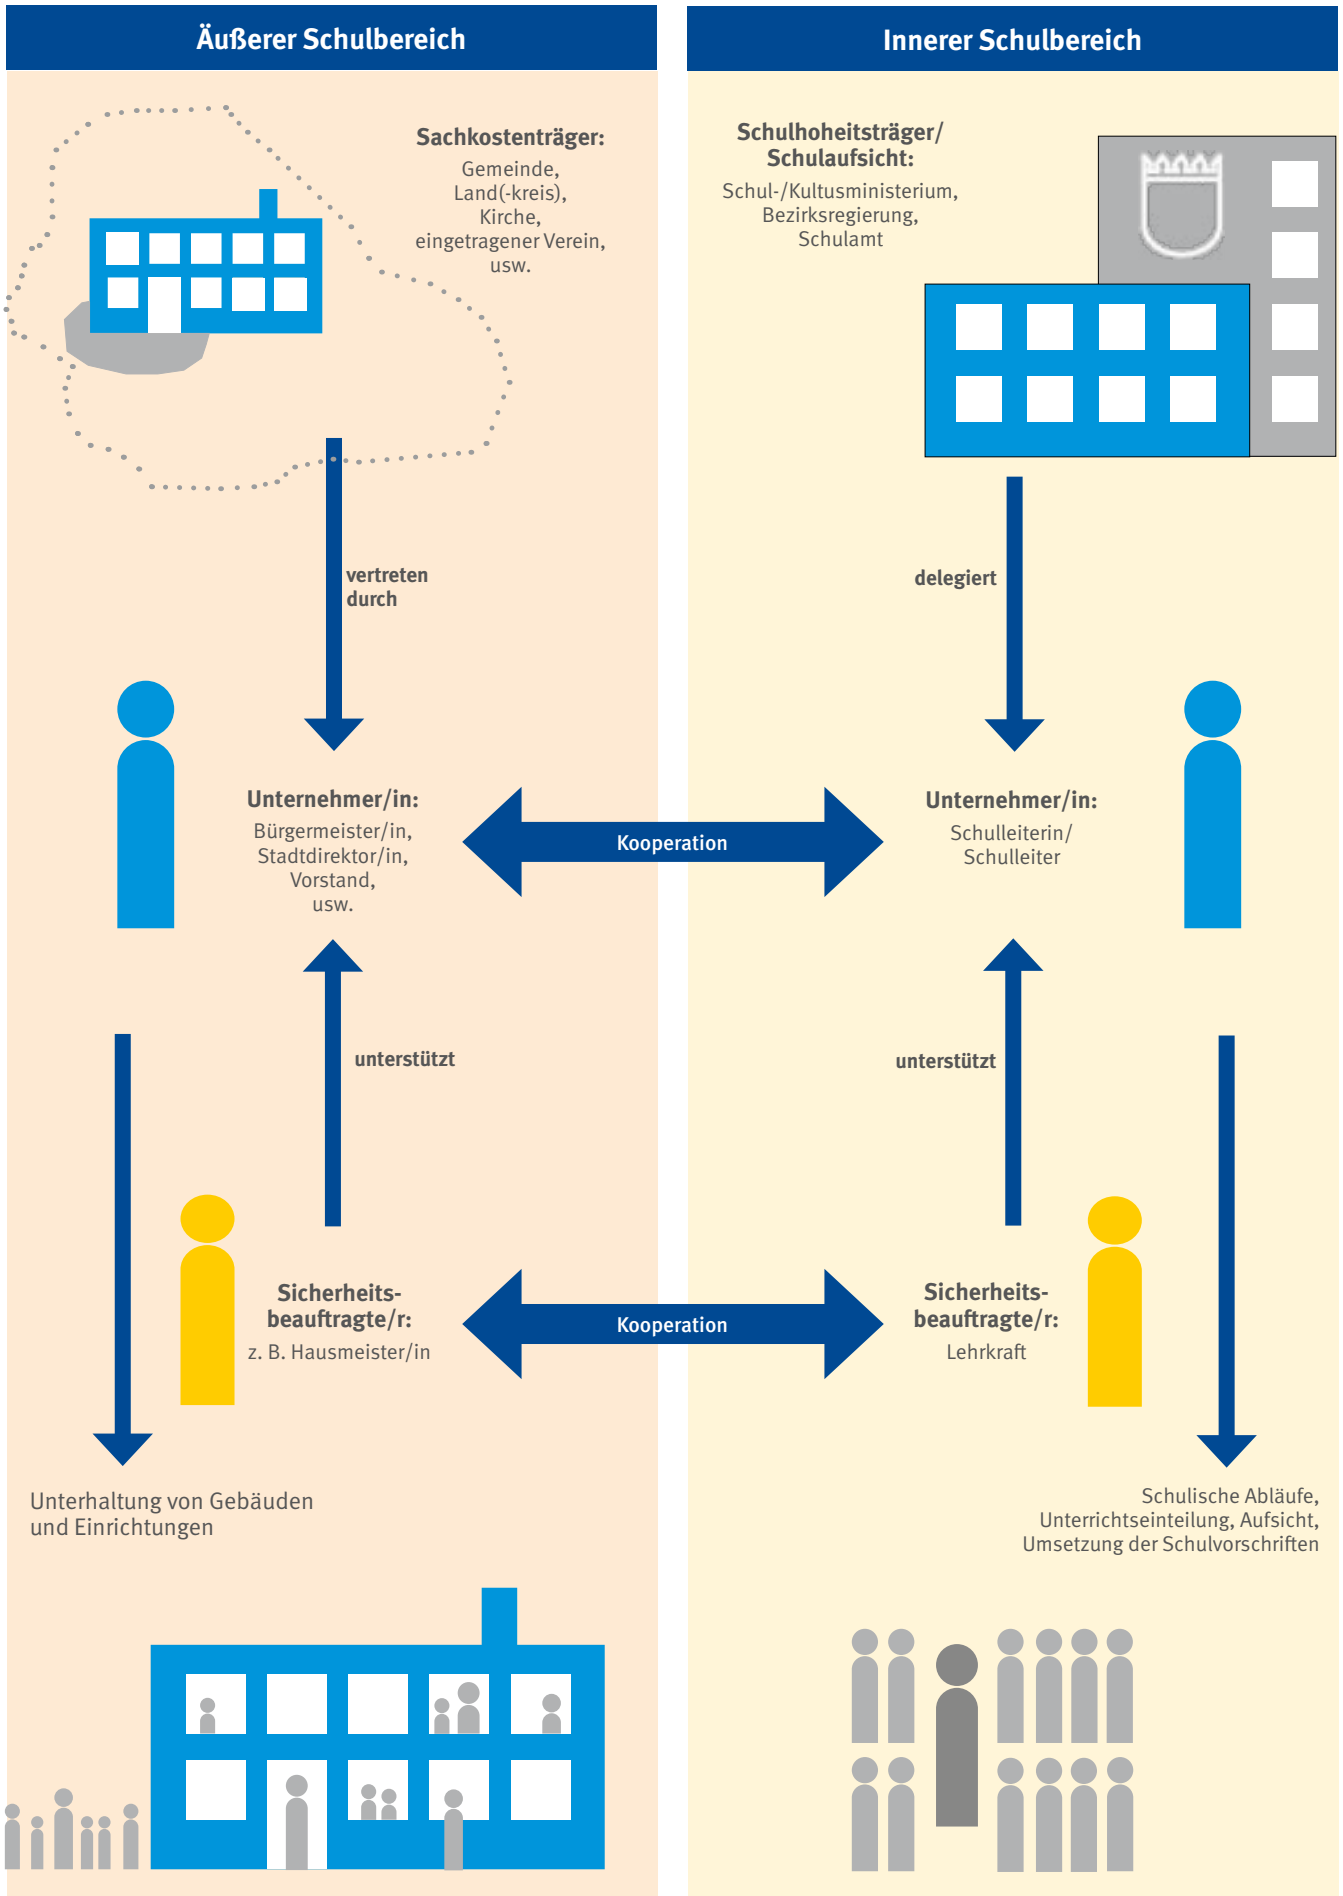 Äußerer Schulbereich
Sachkostenträger:
Gemeinde,
Land(-kreis),
Kirche,
eingetragener Verein,
usw.
vertreten
durch
Unternehmer/in:
Bürgermeister/in,
Stadtdirektor/in,
Vorstand,
usw.
unterstützt
Sicherheits-
beauftragte/r:
z. B. Hausmeister/in
Unterhaltung von Gebäuden
und Einrichtungen
Kooperation
Kooperation
Innerer Schulbereich
Schulhoheitsträger/
Schulaufsicht:
Schul-/Kultusministerium,
Bezirksregierung,
Schulamt
delegiert
Unternehmer/in:
Schulleiterin/
Schulleiter
unterstützt
Sicherheits-
beauftragte/r:
Lehrkraft
Schulische Abläufe,
Unterrichtseinteilung, Aufsicht,
Umsetzung der Schulvorschriften